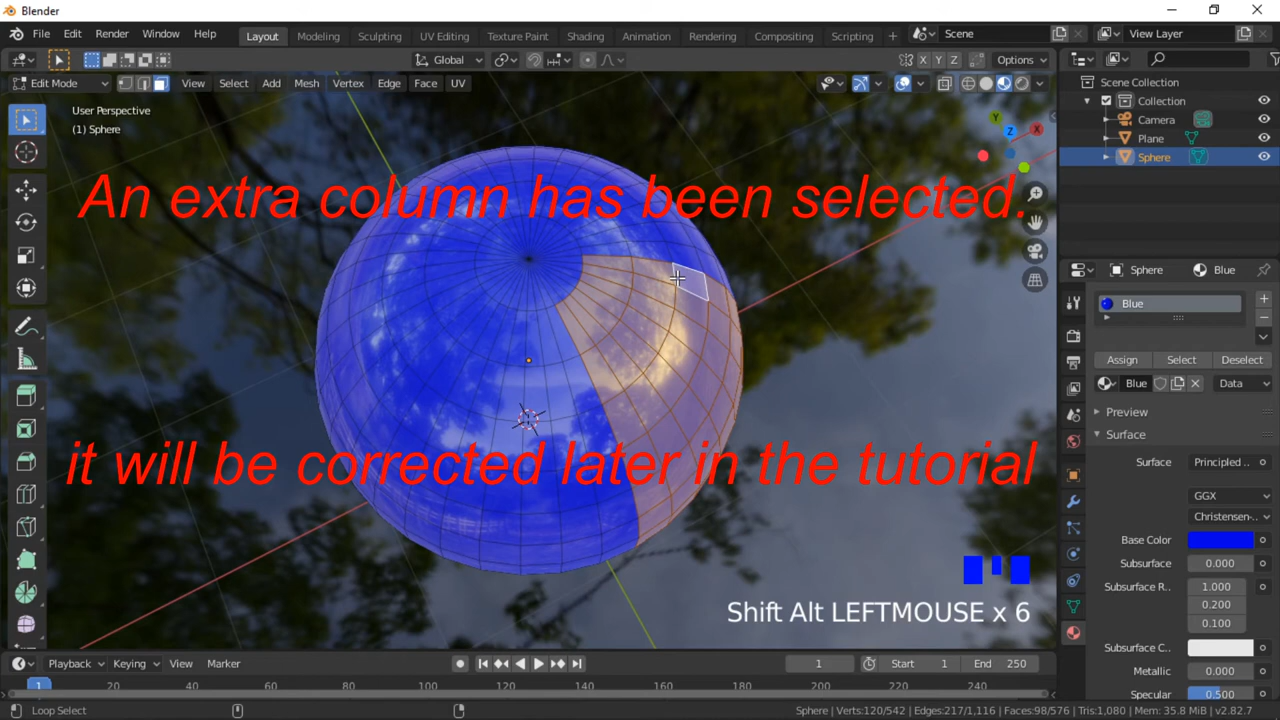 Blender
File Edit Render Window Help Layout Modeling Sculpting UV Editing Texture Paint Shading Animation Rendering Compositing Scripting + Scene View Layer
Global X Y Z Options
Edit Mode View Select Add Mesh Vertex Edge Face UV
User Perspective
(1) Sphere
Y Z X
Scene Collection
Collection
Camera
Plane
Sphere
An extra column has been selected.
it will be corrected later in the tutorial
Shift Alt LEFTMOUSE x 6
Sphere Blue
Blue
Assign Select Deselect
Blue Data
Preview
Surface
Surface Principled ..
GGX
Christensen-..
Base Color
Subsurface 0.000
Subsurface R.. 1.000
0.200
0.100
Subsurface C..
Metallic 0.000
Specular 0.500
Playback Keying View Marker 1 Start 1 End 250
1 20 40 60 80 100 120 140 160 180 200 220 240
Loop Select Sphere | Verts:120/542 | Edges:217/1,116 | Faces:98/576 | Tris:1,080 | Mem: 35.8 MiB | v2.82.7